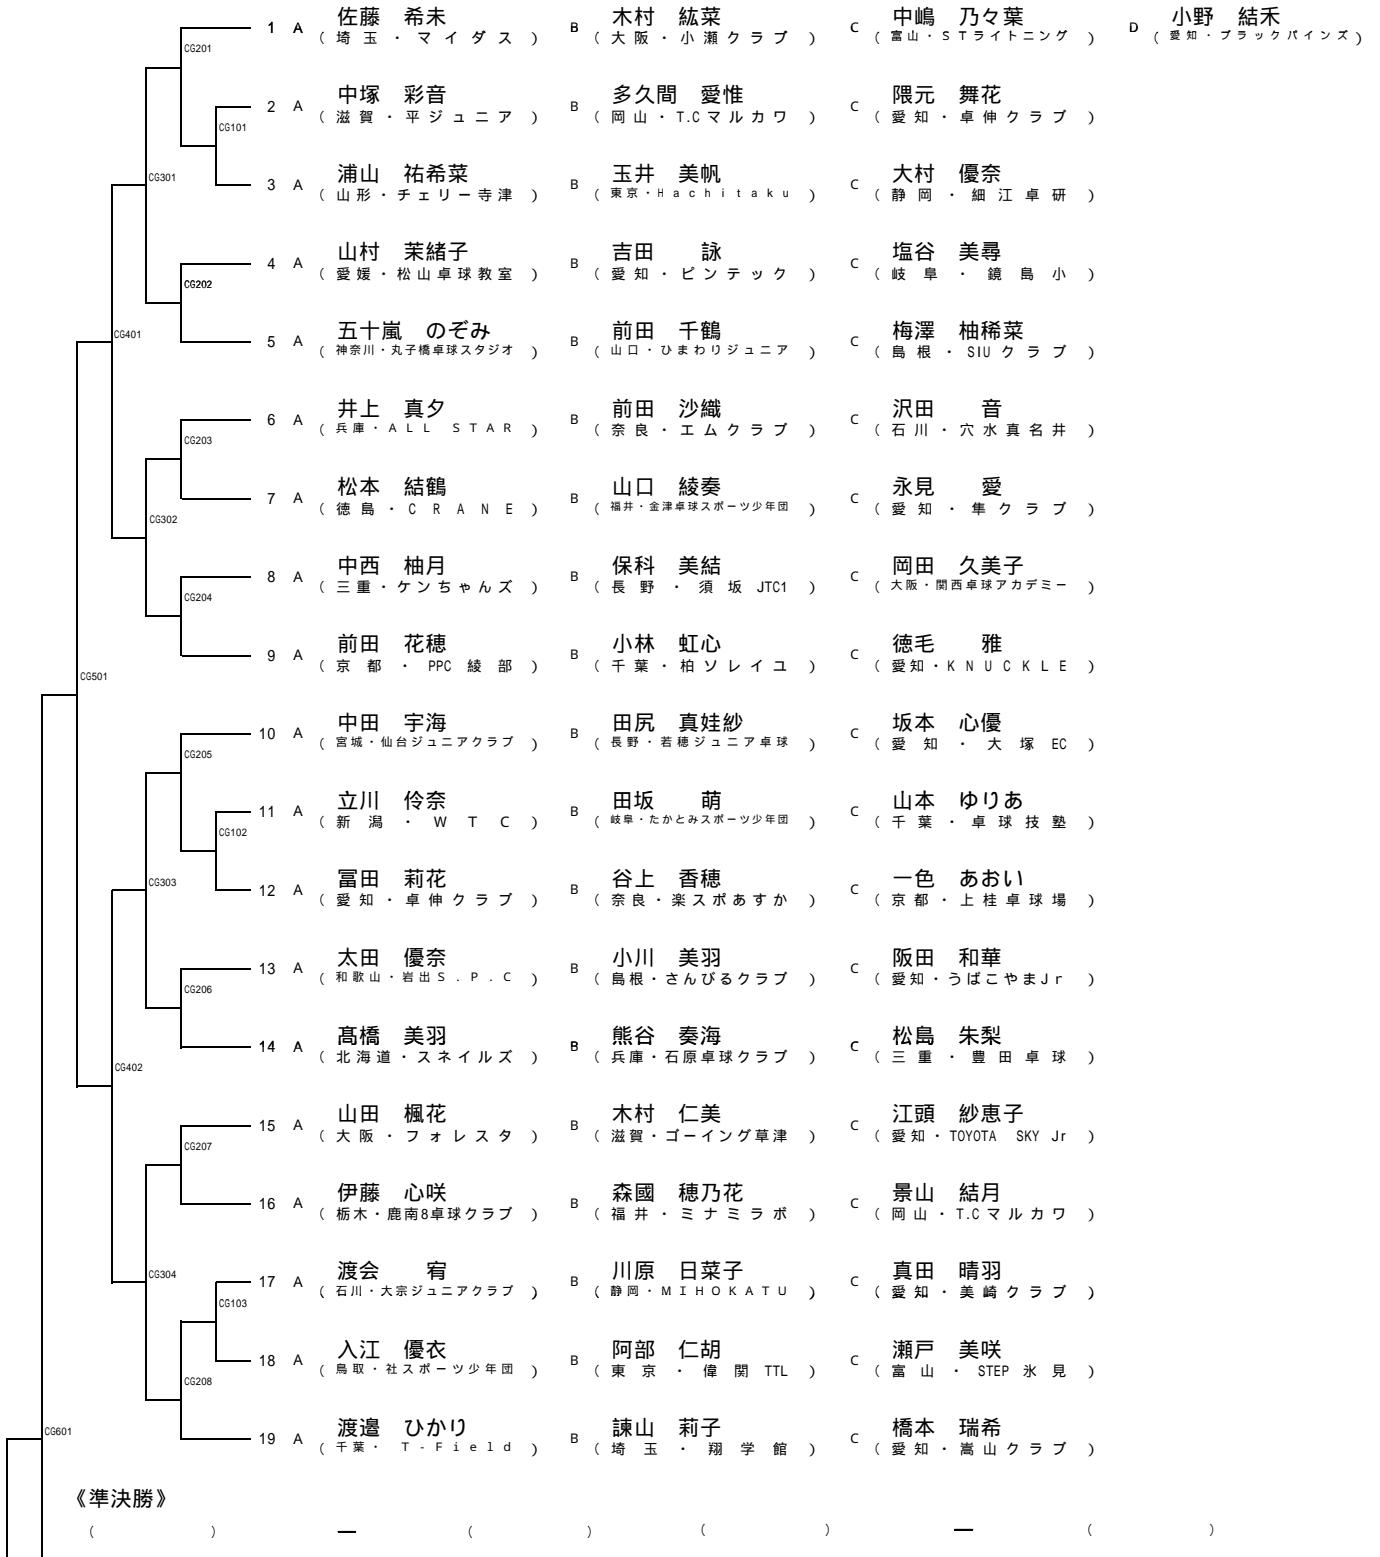 1 A 佐藤 希未 B 木村 紘菜 C 中嶋 乃々葉 D 小野 結禾
(埼玉・マイダス) (大阪・小瀬クラブ) (富山・STライトニング) (愛知・ブラックパインズ)
CG201
2 A 中塚 彩音 B 多久間 愛惟 C 隈元 舞花
(滋賀・平ジュニア) (岡山・T.Cマルカワ) (愛知・卓伸クラブ)
CG101
CG301
3 A 浦山 祐希菜 B 玉井 美帆 C 大村 優奈
(山形・チェリー寺津) (東京・Hachitaku) (静岡・細江卓研)
4 A 山村 茉緒子 B 吉田 詠 C 塩谷 美尋
(愛媛・松山卓球教室) (愛知・ピンテック) (岐阜・鏡島小)
CG202
CG401
5 A 五十嵐 のぞみ B 前田 千鶴 C 梅澤 柚稀菜
(神奈川・丸子橋卓球スタジオ) (山口・ひまわりジュニア) (島根・SIUクラブ)
6 A 井上 真夕 B 前田 沙織 C 沢田 音
(兵庫・ALL STAR) (奈良・エムクラブ) (石川・穴水真名井)
CG203
7 A 松本 結鶴 B 山口 綾奏 C 永見 愛
(徳島・CRANE) (福井・金津卓球スポーツ少年団) (愛知・隼クラブ)
CG302
8 A 中西 柚月 B 保科 美結 C 岡田 久美子
(三重・ケンちゃんズ) (長野・須坂JTC1) (大阪・関西卓球アカデミー)
CG204
9 A 前田 花穂 B 小林 虹心 C 徳毛 雅
(京都・PPC綾部) (千葉・柏ソレイユ) (愛知・KNUCKLE)
CG501
10 A 中田 宇海 B 田尻 真娃紗 C 坂本 心優
(宮城・仙台ジュニアクラブ) (長野・若穂ジュニア卓球) (愛知・大塚EC)
CG205
11 A 立川 伶奈 B 田坂 萌 C 山本 ゆりあ
(新潟・WTC) (岐阜・たかとみスポーツ少年団) (千葉・卓球技塾)
CG102
CG303
12 A 冨田 莉花 B 谷上 香穂 C 一色 あおい
(愛知・卓伸クラブ) (奈良・楽スポあすか) (京都・上桂卓球場)
13 A 太田 優奈 B 小川 美羽 C 阪田 和華
(和歌山・岩出S.P.C) (島根・さんびるクラブ) (愛知・うばこやまJr)
CG206
14 A 髙橋 美羽 B 熊谷 奏海 C 松島 朱梨
(北海道・スネイルズ) (兵庫・石原卓球クラブ) (三重・豊田卓球)
CG402
15 A 山田 楓花 B 木村 仁美 C 江頭 紗恵子
(大阪・フォレスタ) (滋賀・ゴーイング草津) (愛知・TOYOTA SKY Jr)
CG207
16 A 伊藤 心咲 B 森國 穂乃花 C 景山 結月
(栃木・鹿南8卓球クラブ) (福井・ミナミラボ) (岡山・T.Cマルカワ)
CG304
17 A 渡会 宥 B 川原 日菜子 C 真田 晴羽
(石川・大宗ジュニアクラブ) (静岡・MIHOKATU) (愛知・美崎クラブ)
CG103
18 A 入江 優衣 B 阿部 仁胡 C 瀬戸 美咲
(鳥取・社スポーツ少年団) (東京・偉関TTL) (富山・STEP氷見)
CG208
19 A 渡邉 ひかり B 諫山 莉子 C 橋本 瑞希
(千葉・T-Field) (埼玉・翔学館) (愛知・嵩山クラブ)
CG601
《準決勝》
( ) ― ( ) ( ) ― ( )